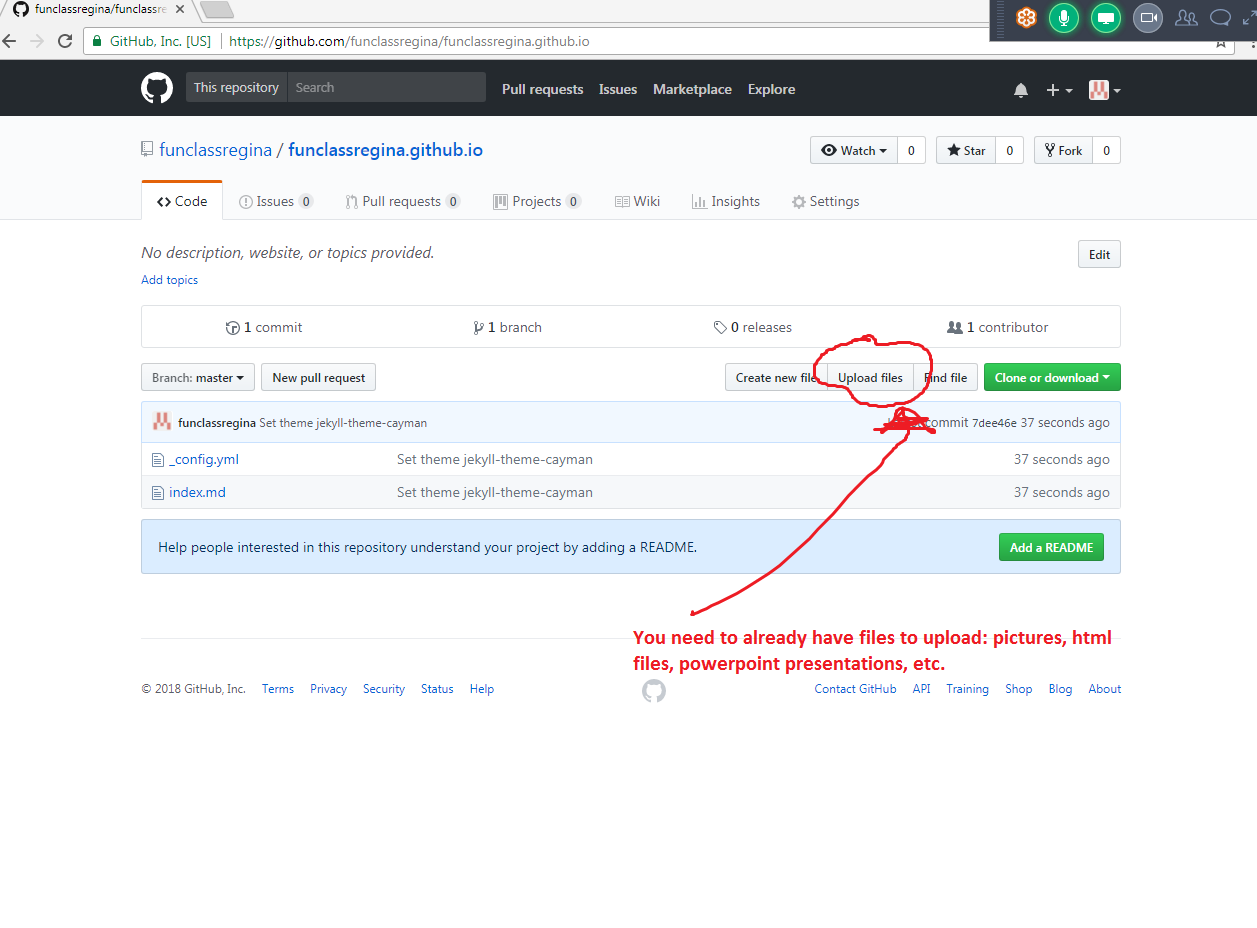 funclassregina/funclassre
GitHub, Inc. [US] https://github.com/funclassregina/funclassregina.github.io
This repository Search Pull requests Issues Marketplace Explore
funclassregina / funclassregina.github.io Watch 0 Star 0 Fork 0
Code Issues 0 Pull requests 0 Projects 0 Wiki Insights Settings
No description, website, or topics provided. Edit
Add topics
1 commit 1 branch 0 releases 1 contributor
Branch: master New pull request Create new file Upload files Find file Clone or download
funclassregina Set theme jekyll-theme-cayman commit 7dee46e 37 seconds ago
_config.yml Set theme jekyll-theme-cayman 37 seconds ago
index.md Set theme jekyll-theme-cayman 37 seconds ago
Help people interested in this repository understand your project by adding a README. Add a README
You need to already have files to upload: pictures, html
files, powerpoint presentations, etc.
© 2018 GitHub, Inc. Terms Privacy Security Status Help Contact GitHub API Training Shop Blog About